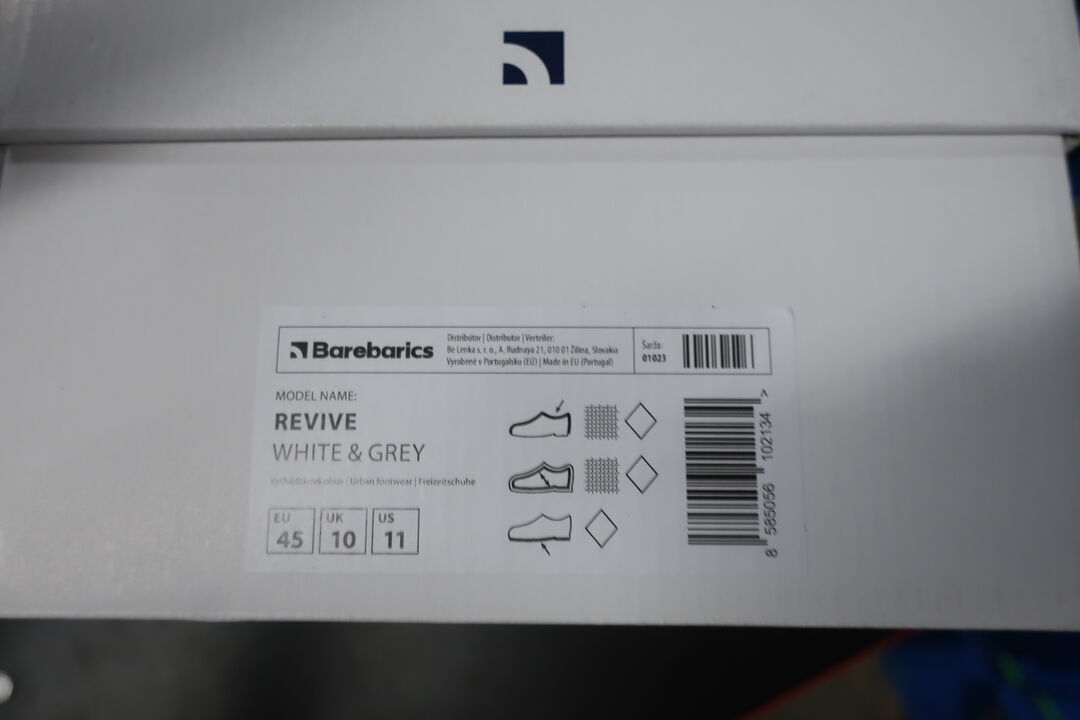 Barebarics
Distribútor | Distributor | Verteiler:
Be Lenka s. r. o., A. Rudnaya 21, 010 01 Žilina, Slovakia
Vyrobené v Portugalsku (EÚ) | Made in EU (Portugal)
Šarža:
01023
MODEL NAME:
REVIVE
WHITE & GREY
Vychádzková obuv | Urban footwear | Freizeitschuhe
EU
45
UK
10
US
11
8 585056 102134 >